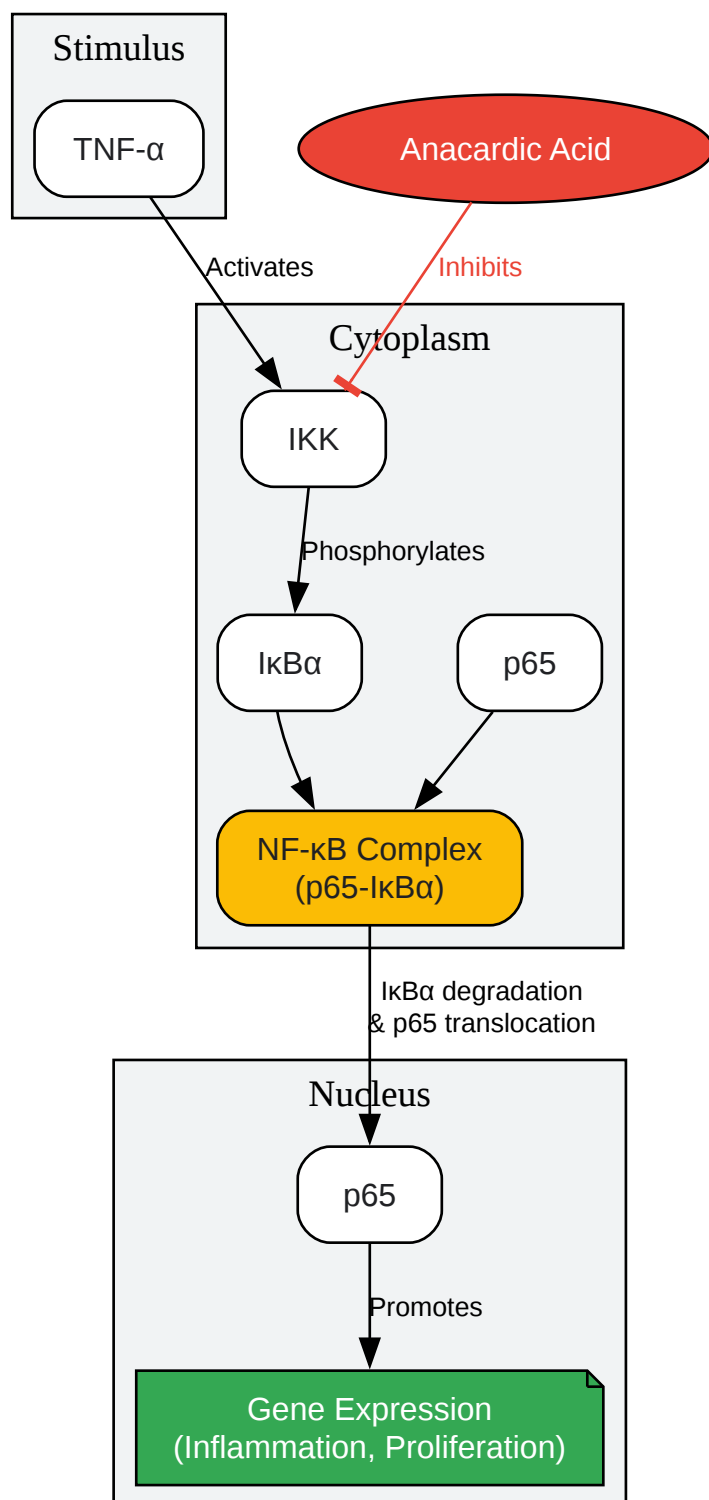 Stimulus
TNF-α
Anacardic Acid
Activates
Inhibits
Cytoplasm
IKK
Phosphorylates
IκBα
p65
NF-κB Complex
(p65-IκBα)
IκBα degradation
& p65 translocation
Nucleus
p65
Promotes
Gene Expression
(Inflammation, Proliferation)